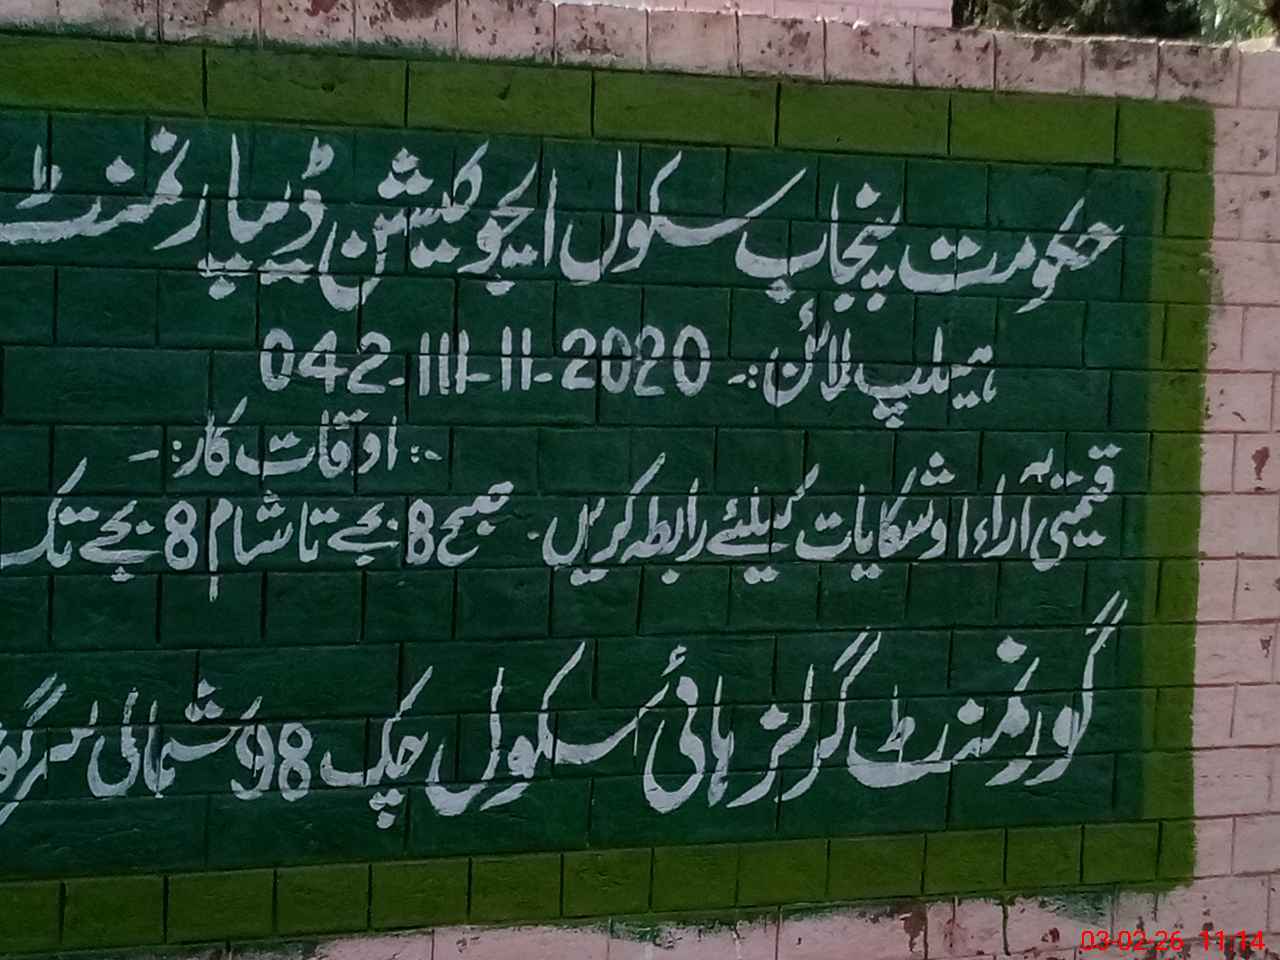 حکومت پنجاب سکول ایجوکیشن ڈیپارٹمنٹ
ہیلپ لائن:۔ 042-111-11-2020
۔:اوقات کار:۔
قیمتی آراء اور شکایات کیلئے رابطہ کریں۔ صبح 8 بجے تا شام 8 بجے تک
گورنمنٹ گرلز ہائی سکول چک 98 شمالی
03-02-26 11:14